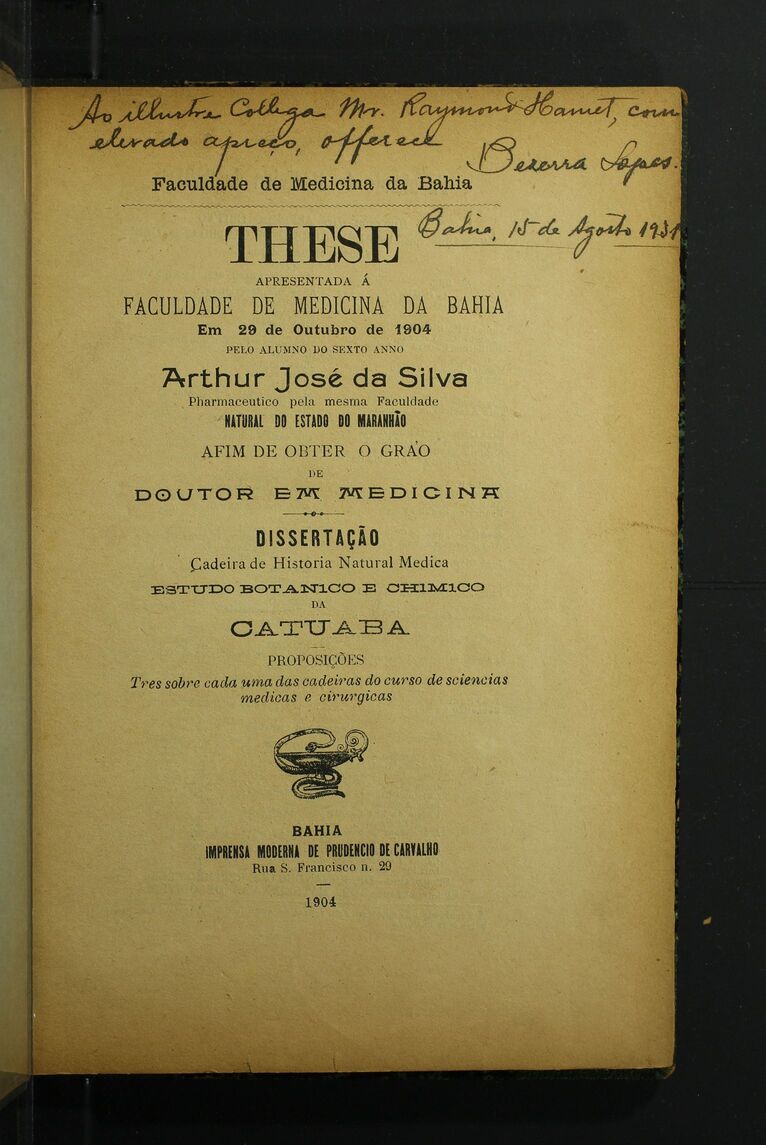 Ao illustre Collega Mr. Raymond Hamet, com
elevado apreço, offerece
Bezerra Lopes.
Faculdade de Medicina da Bahia
Bahia, 15 de Agosto 1931
THESE
APRESENTADA Á
FACULDADE DE MEDICINA DA BAHIA
Em 29 de Outubro de 1904
PELO ALUMNO DO SEXTO ANNO
Arthur José da Silva
Pharmaceutico pela mesma Faculdade
NATURAL DO ESTADO DO MARANHÃO
AFIM DE OBTER O GRÁO
DE
DOUTOR EM MEDICINA
DISSERTAÇÃO
Cadeira de Historia Natural Medica
ESTUDO BOTANICO E CHIMICO
DA
CATUABA
PROPOSIÇÕES
Tres sobre cada uma das cadeiras do curso de sciencias
medicas e cirurgicas
BAHIA
IMPRENSA MODERNA DE PRUDENCIO DE CARVALHO
Rua S. Francisco n. 29
1904